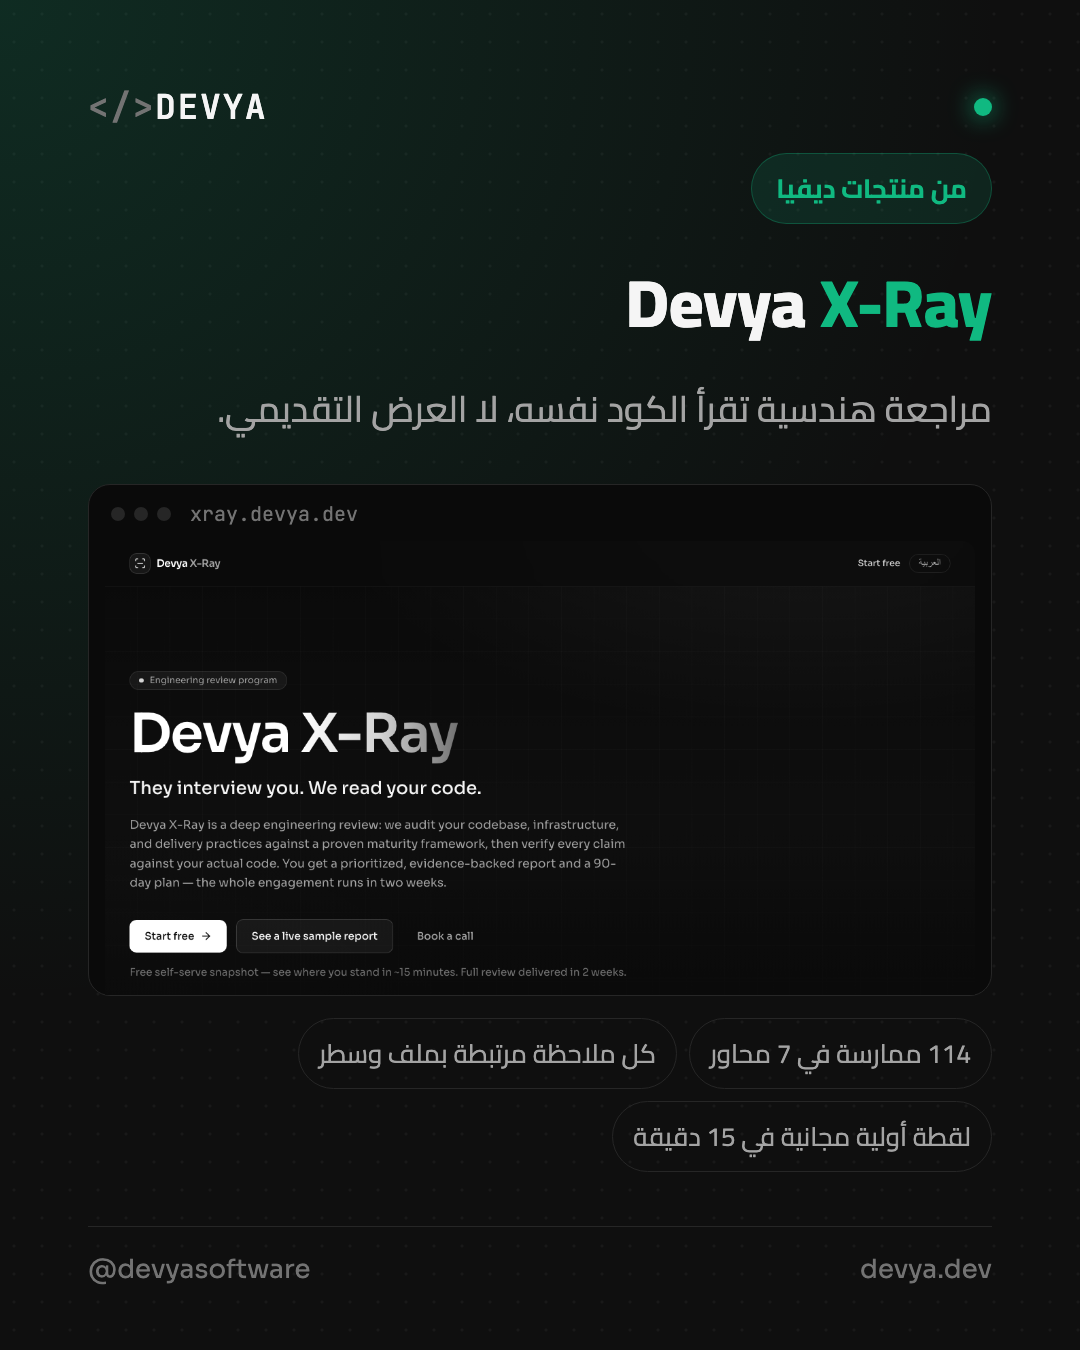 </>DEVYA
من منتجات ديفيا
Devya X-Ray
مراجعة هندسية تقرأ الكود نفسه، لا العرض التقديمي.
xray.devya.dev
Devya X-Ray
Start free
العربية
Engineering review program
Devya X-Ray
They interview you. We read your code.
Devya X-Ray is a deep engineering review: we audit your codebase, infrastructure,
and delivery practices against a proven maturity framework, then verify every claim
against your actual code. You get a prioritized, evidence-backed report and a 90-
day plan — the whole engagement runs in two weeks.
Start free →
See a live sample report
Book a call
Free self-serve snapshot — see where you stand in ~15 minutes. Full review delivered in 2 weeks.
114 ممارسة في 7 محاور
كل ملاحظة مرتبطة بملف وسطر
لقطة أولية مجانية في 15 دقيقة
@devyasoftware
devya.dev